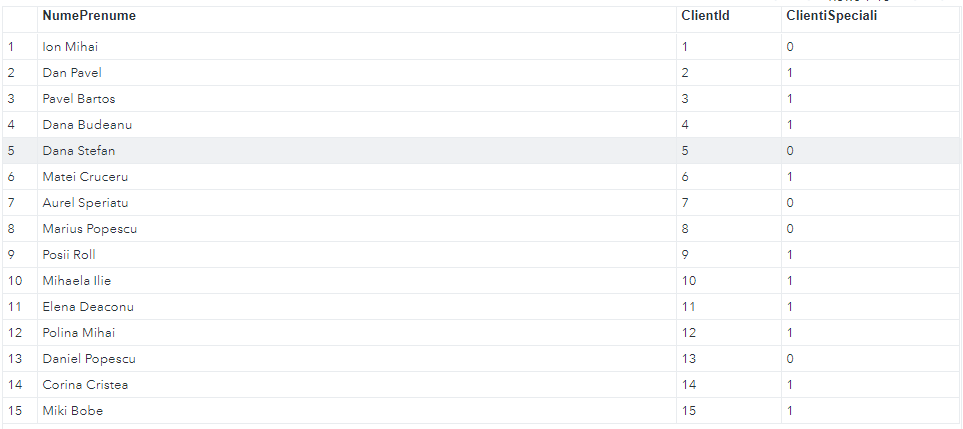 NumePrenume ClientId ClientiSpeciali
1 Ion Mihai 1 0
2 Dan Pavel 2 1
3 Pavel Bartos 3 1
4 Dana Budeanu 4 1
5 Dana Stefan 5 0
6 Matei Cruceru 6 1
7 Aurel Speriatu 7 0
8 Marius Popescu 8 0
9 Posii Roll 9 1
10 Mihaela Ilie 10 1
11 Elena Deaconu 11 1
12 Polina Mihai 12 1
13 Daniel Popescu 13 0
14 Corina Cristea 14 1
15 Miki Bobe 15 1